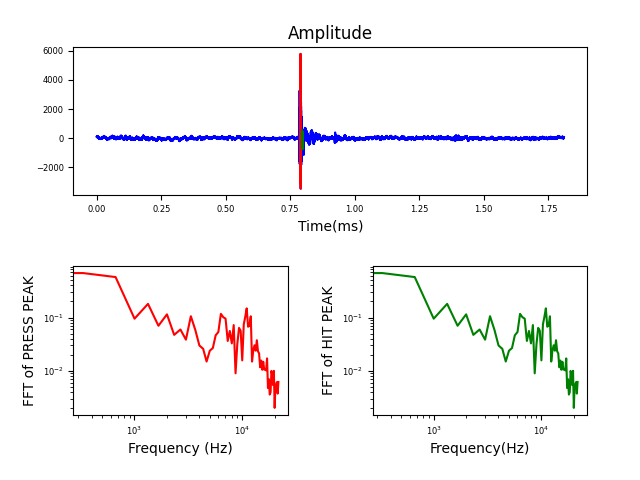 Amplitude
6000
4000
2000
0
−2000
0.00 0.25 0.50 0.75 1.00 1.25 1.50 1.75
Time(ms)
FFT of PRESS PEAK
10⁻¹
10⁻²
10³ 10⁴
Frequency (Hz)
FFT of HIT PEAK
10⁻¹
10⁻²
10³ 10⁴
Frequency(Hz)